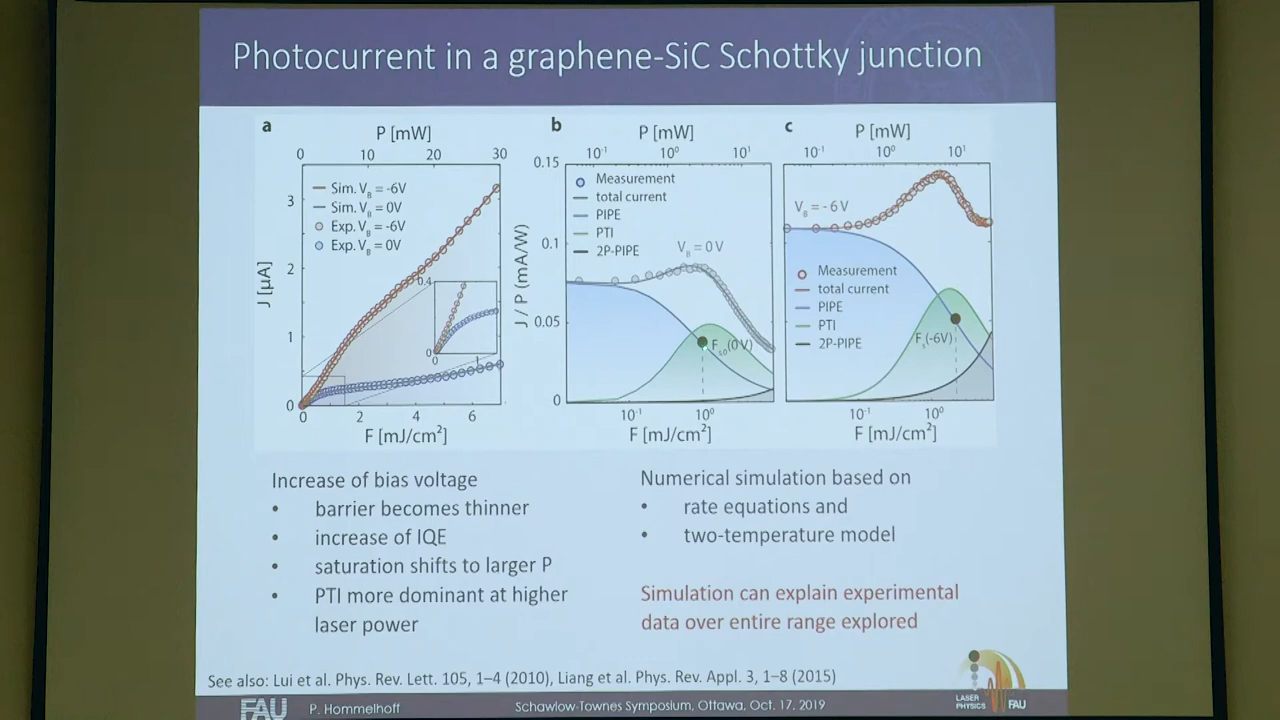 Photocurrent in a graphene-SiC Schottky junction
a
P [mW]
0 10 20 30
Sim. V_B = -6V
Sim. V_B = 0V
Exp. V_B = -6V
Exp. V_B = 0V
3
2
1
0
J [µA]
0.4
0
0 1
0 2 4 6
F [mJ/cm²]
b
P [mW]
10⁻¹ 10⁰ 10¹
0.15
0.1
0.05
0
J / P (mA/W)
Measurement
total current
PIPE
PTI
2P-PIPE
V_B = 0V
(0V)
10⁻¹ 10⁰
F [mJ/cm²]
c
P [mW]
10⁻¹ 10⁰ 10¹
V_B = -6V
Measurement
total current
PIPE
PTI
2P-PIPE
(-6V)
10⁻¹ 10⁰
F [mJ/cm²]
Increase of bias voltage
• barrier becomes thinner
• increase of IQE
• saturation shifts to larger P
• PTI more dominant at higher
laser power
Numerical simulation based on
• rate equations and
• two-temperature model
Simulation can explain experimental
data over entire range explored
See also: Lui et al. Phys. Rev. Lett. 105, 1–4 (2010), Liang et al. Phys. Rev. Appl. 3, 1–8 (2015)
FAU
P. Hommelhoff
Schawlow-Townes Symposium, Ottawa, Oct. 17, 2019
LASER
PHYSICS
FAU